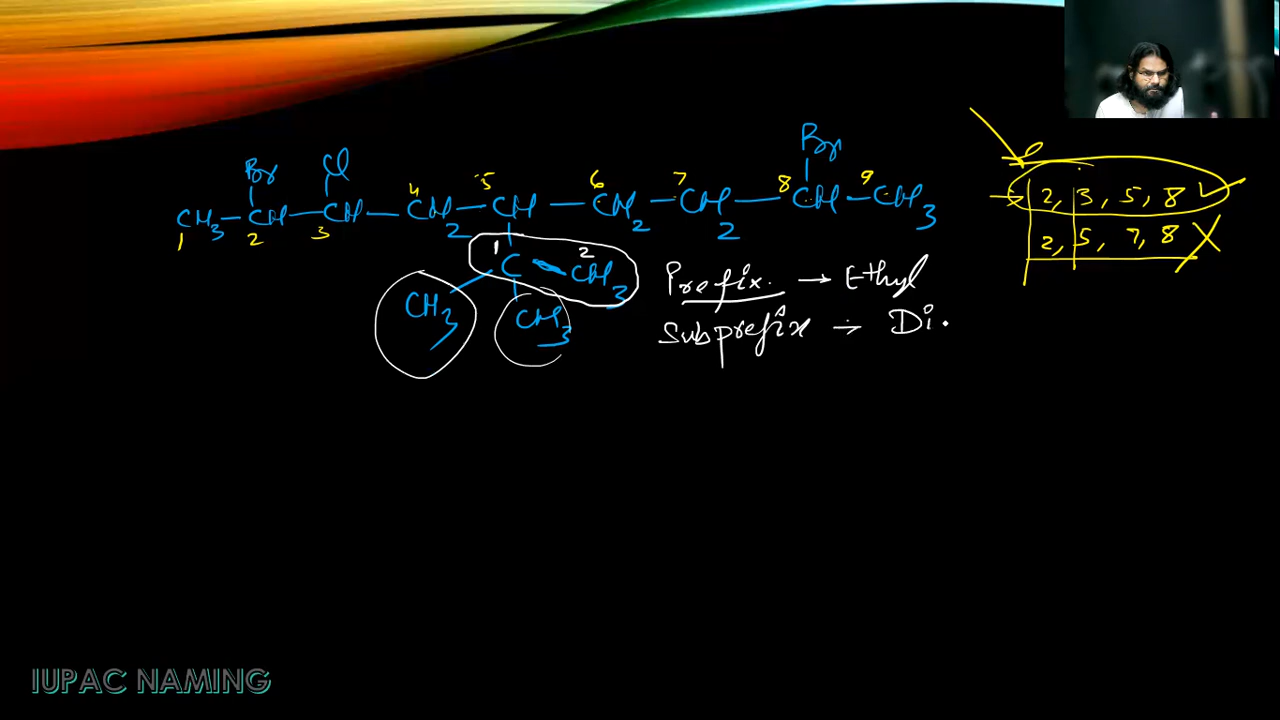 Br Cl Br
1 2 3 4 5 6 7 8 9
CH3 – CH – CH – CH2 – CH – CH2 – CH2 – CH – CH3
1 2
C – CH3
CH3 CH3
Prefix. → Ethyl
Subprefix → Di.
2, 3, 5, 8 ✓
2, 5, 7, 8 X
IUPAC NAMING